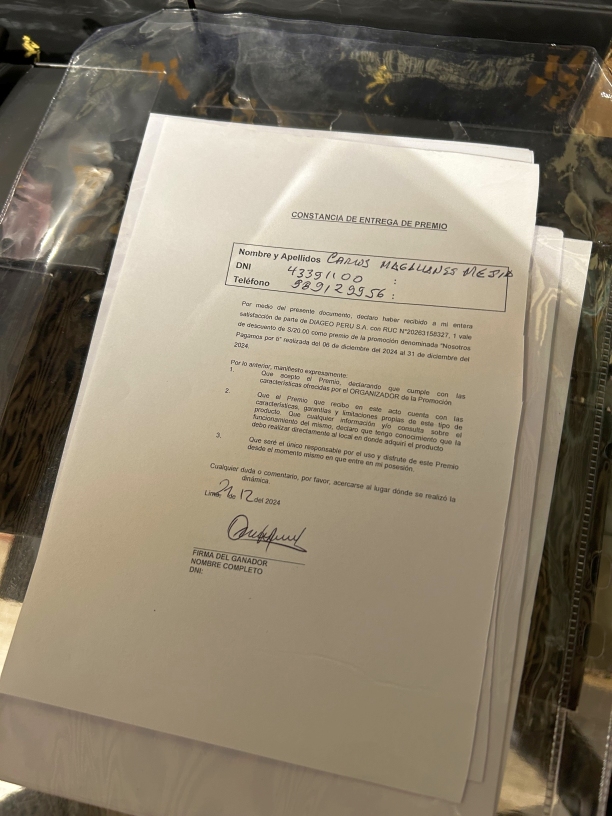 CONSTANCIA DE ENTREGA DE PREMIO
Nombre y Apellidos CARLOS MAGALLANES MEJIA
DNI 43391100 :
Teléfono 989129956 :
Por medio del presente documento, declaro haber recibido a mi entera
satisfacción de parte de DIAGEO PERU S.A. con RUC N°20263158327, 1 vale
de descuento de S/20.00 como premio de la promoción denominada "Nosotros
Pagamos por ti" realizada del 06 de diciembre del 2024 al 31 de diciembre del
2024.
Por lo anterior, manifiesto expresamente:
1. Que acepto el Premio, declarando que cumple con las
características ofrecidas por el ORGANIZADOR de la Promoción.
2. Que el Premio que recibo en este acto cuenta con las
características, garantías y limitaciones propias de este tipo de
producto. Que cualquier información y/o consulta sobre el
funcionamiento del mismo, declaro que tengo conocimiento que la
debo realizar directamente al local en donde adquirí el producto
3. Que seré el único responsable por el uso y disfrute de este Premio
desde el momento mismo en que entre en mi posesión.
Cualquier duda o comentario, por favor, acercarse al lugar dónde se realizó la
dinámica.
Lima, 21 de 12 del 2024
FIRMA DEL GANADOR
NOMBRE COMPLETO
DNI: